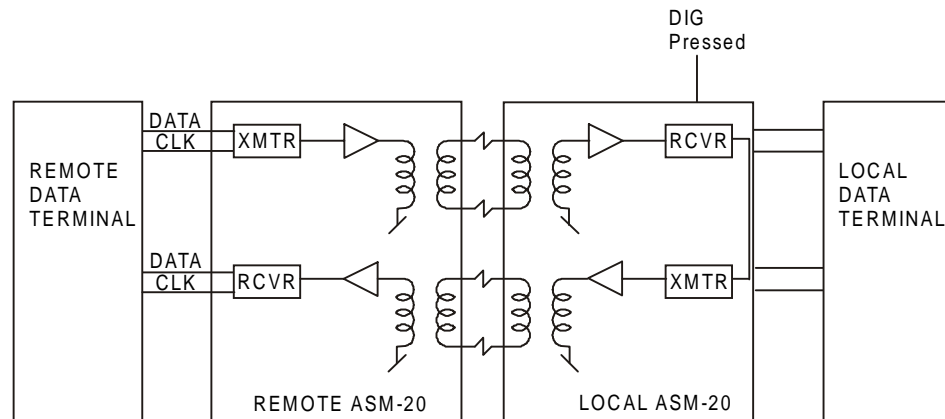 DIG
Pressed
DATA
CLK
XMTR
RCVR
REMOTE
DATA
TERMINAL
LOCAL
DATA
TERMINAL
DATA
CLK
RCVR
XMTR
REMOTE ASM-20
LOCAL ASM-20